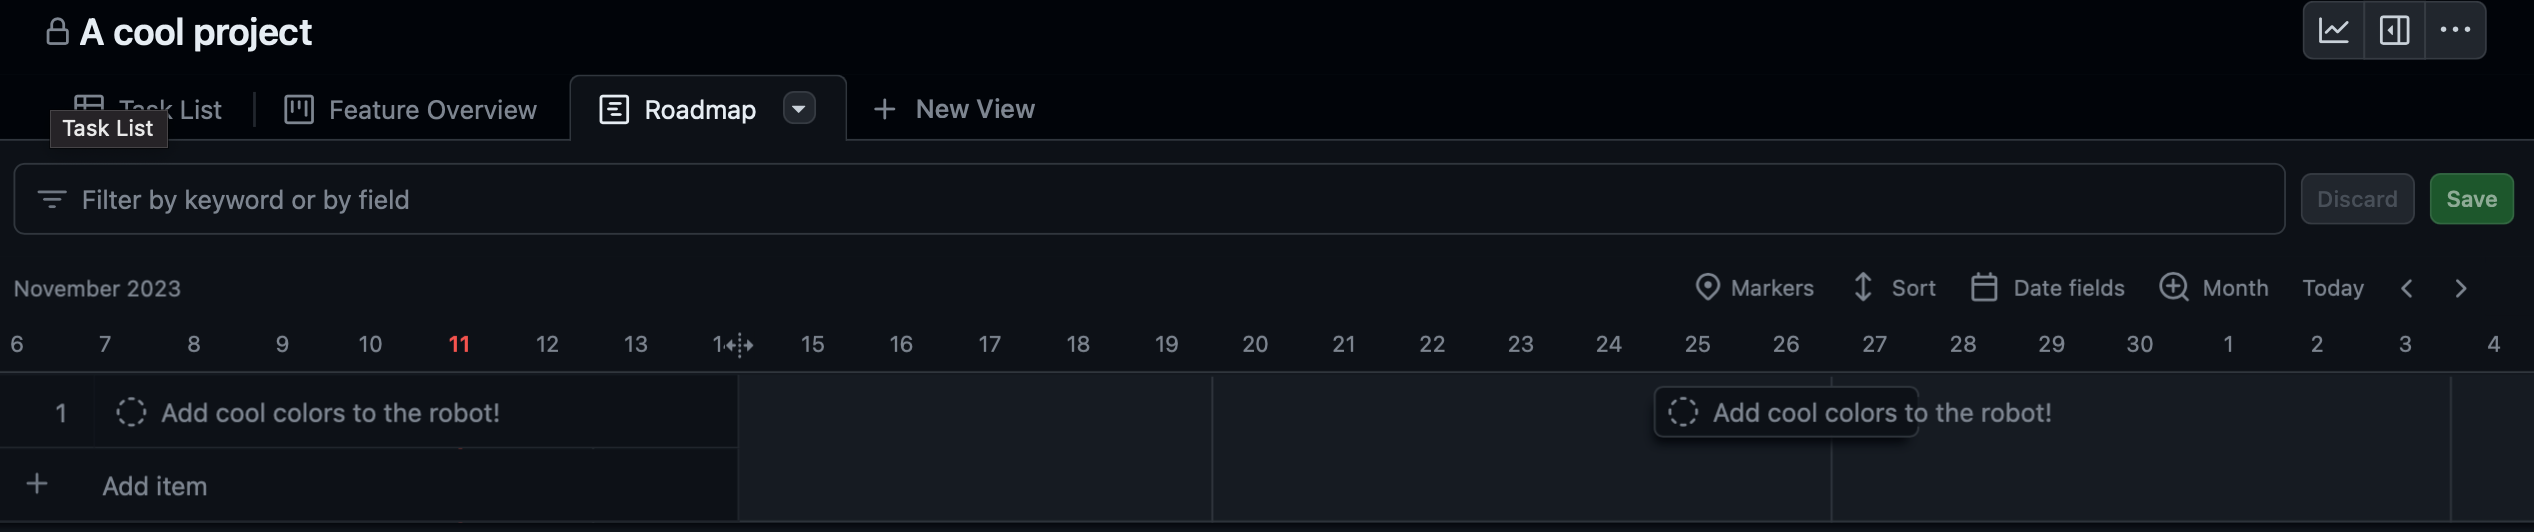 A cool project
Task List
Feature Overview
Roadmap
New View
Task List
Filter by keyword or by field
Discard
Save
November 2023
Markers
Sort
Date fields
Month
Today
6 7 8 9 10 11 12 13 15 16 17 18 19 20 21 22 23 24 25 26 27 28 29 30 1 2 3 4
1 Add cool colors to the robot! Add cool colors to the robot!
Add item